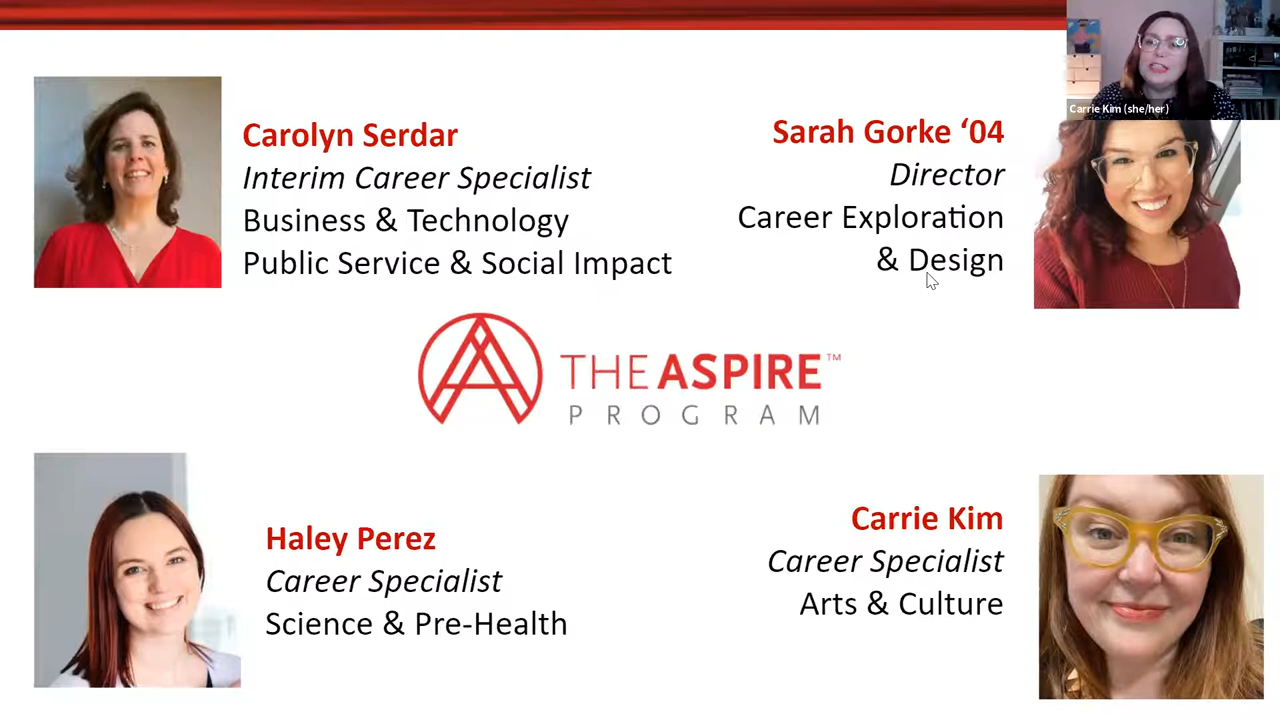 Carrie Kim (she/her)
Carolyn Serdar
Interim Career Specialist
Business & Technology
Public Service & Social Impact
Sarah Gorke ‘04
Director
Career Exploration
& Design
THE ASPIRE™
PROGRAM
Haley Perez
Career Specialist
Science & Pre-Health
Carrie Kim
Career Specialist
Arts & Culture